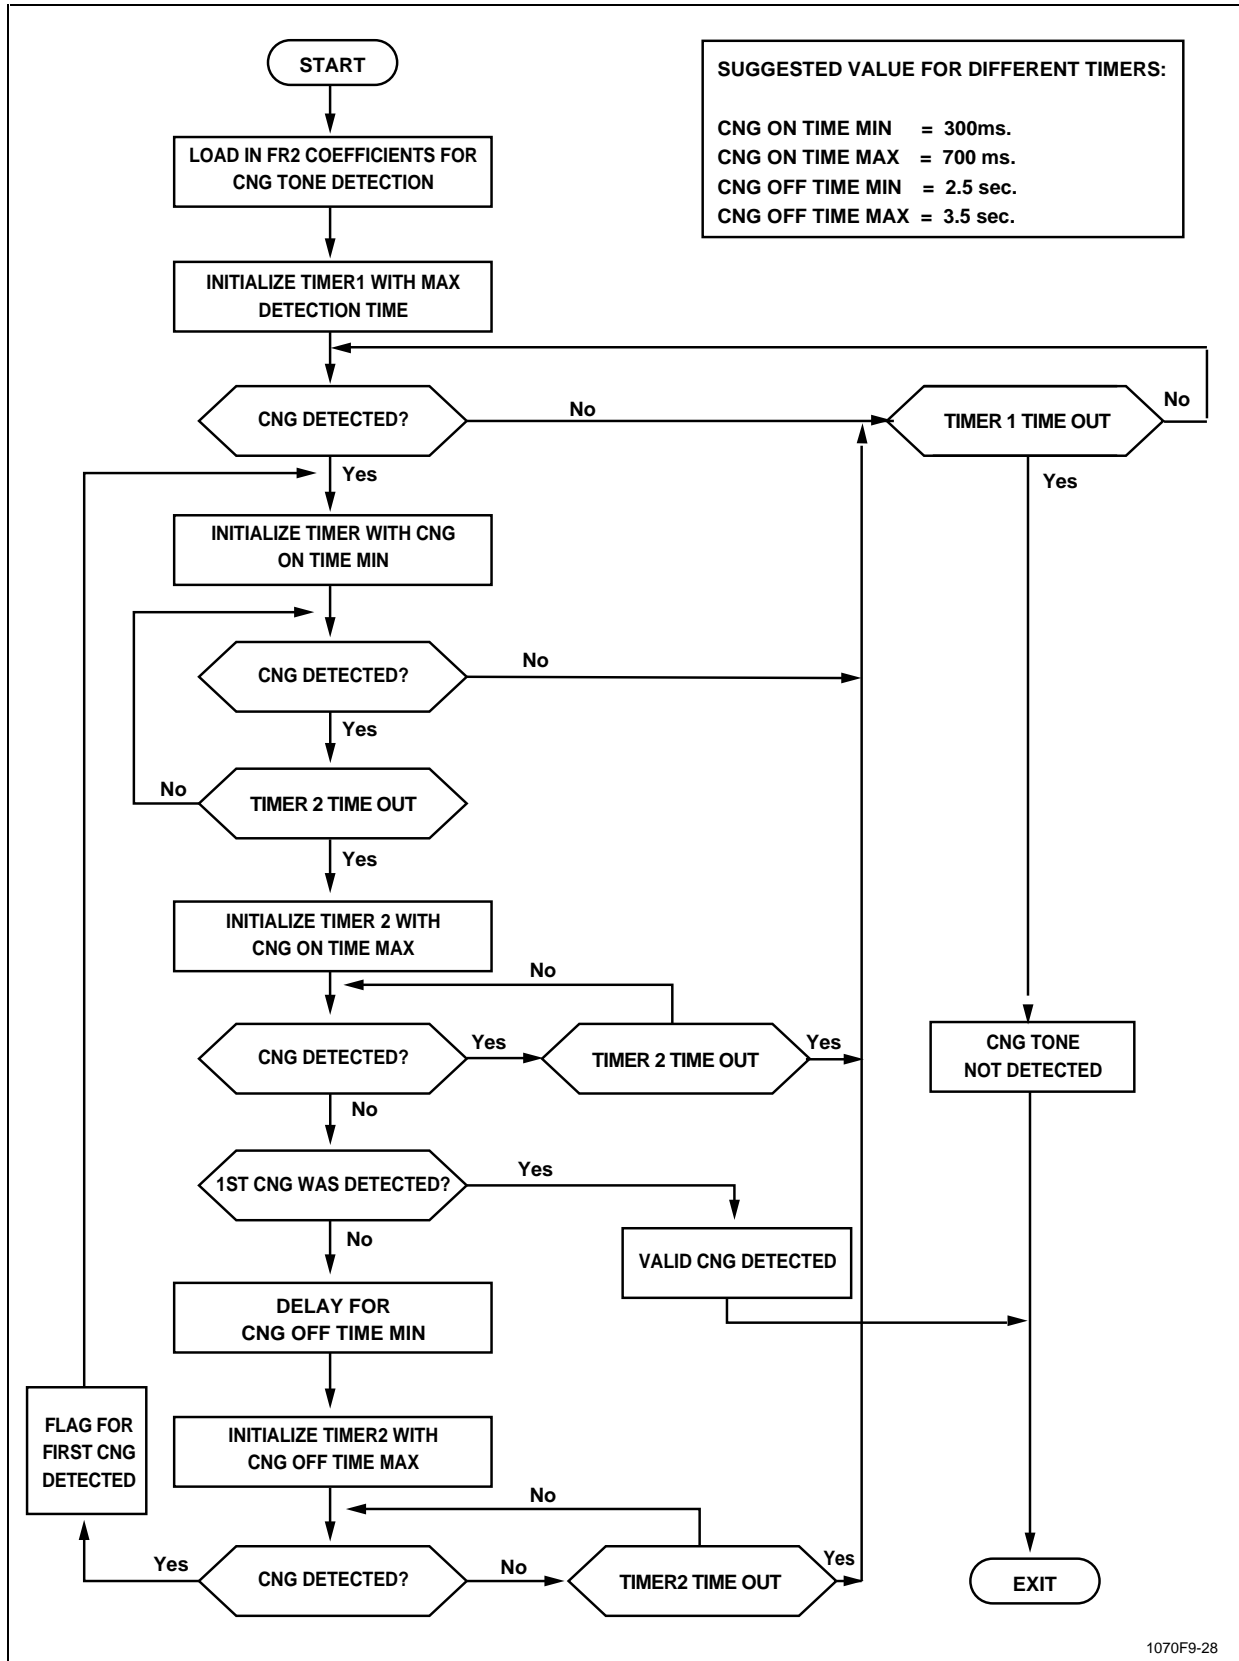 START
SUGGESTED VALUE FOR DIFFERENT TIMERS:
CNG ON TIME MIN = 300ms.
CNG ON TIME MAX = 700 ms.
CNG OFF TIME MIN = 2.5 sec.
CNG OFF TIME MAX = 3.5 sec.
LOAD IN FR2 COEFFICIENTS FOR
CNG TONE DETECTION
INITIALIZE TIMER1 WITH MAX
DETECTION TIME
CNG DETECTED?
No
TIMER 1 TIME OUT
No
Yes
Yes
INITIALIZE TIMER WITH CNG
ON TIME MIN
CNG DETECTED?
No
Yes
No
TIMER 2 TIME OUT
Yes
INITIALIZE TIMER 2 WITH
CNG ON TIME MAX
No
CNG DETECTED?
Yes
TIMER 2 TIME OUT
Yes
CNG TONE
NOT DETECTED
No
1ST CNG WAS DETECTED?
Yes
No
VALID CNG DETECTED
DELAY FOR
CNG OFF TIME MIN
FLAG FOR
FIRST CNG
DETECTED
INITIALIZE TIMER2 WITH
CNG OFF TIME MAX
No
Yes
CNG DETECTED?
No
TIMER2 TIME OUT
Yes
EXIT
1070F9-28